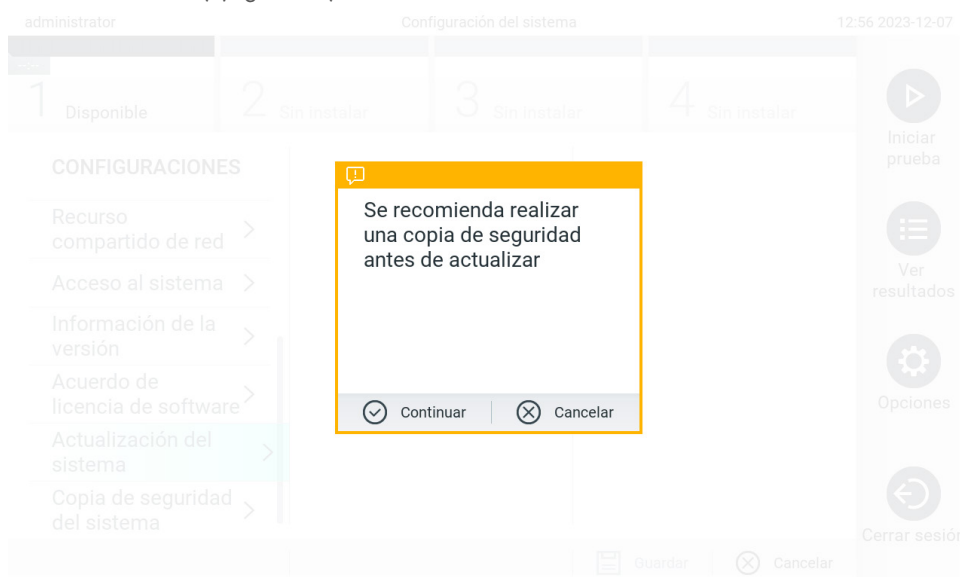 administrator
Configuración del sistema
12:56 2023-12-07
1 Disponible
2 Sin instalar
3 Sin instalar
4 Sin instalar
CONFIGURACIONES
Recurso
compartido de red
Acceso al sistema
Información de la
versión
Acuerdo de
licencia de software
Actualización del
sistema
Copia de seguridad
del sistema
Se recomienda realizar
una copia de seguridad
antes de actualizar
Continuar
Cancelar
Iniciar
prueba
Ver
resultados
Opciones
Cerrar sesión
Guardar
Cancelar